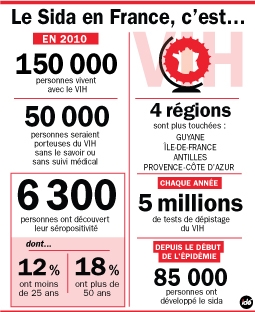 Le Sida en France, c'est...
EN 2010
150 000
personnes vivent
avec le VIH
50 000
personnes seraient
porteuses du VIH
sans le savoir ou
sans suivi médical
6 300
personnes ont découvert
leur séropositivité
dont...
12 %
ont moins
de 25 ans
18 %
ont plus de
50 ans
VIH
4 régions
sont plus touchées :
GUYANE
ÎLE-DE-FRANCE
ANTILLES
PROVENCE-CÔTE D'AZUR
CHAQUE ANNÉE
5 millions
de tests de dépistage
du VIH
DEPUIS LE DÉBUT
DE L'ÉPIDÉMIE
85 000
personnes ont
développé le sida
idé